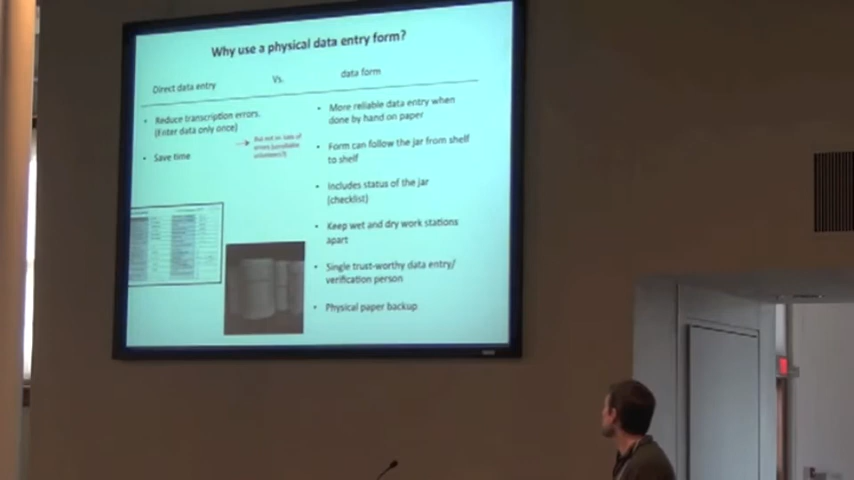 Why use a physical data entry form?
Direct data entry
Vs.
data form
• Reduce transcription errors.
(Enter data only once)
• Save time
• More reliable data entry when
done by hand on paper
• Form can follow the jar from shelf
to shelf
• Includes status of the jar
(checklist)
• Keep wet and dry work stations
apart
• Single trust-worthy data entry/
verification person
• Physical paper backup